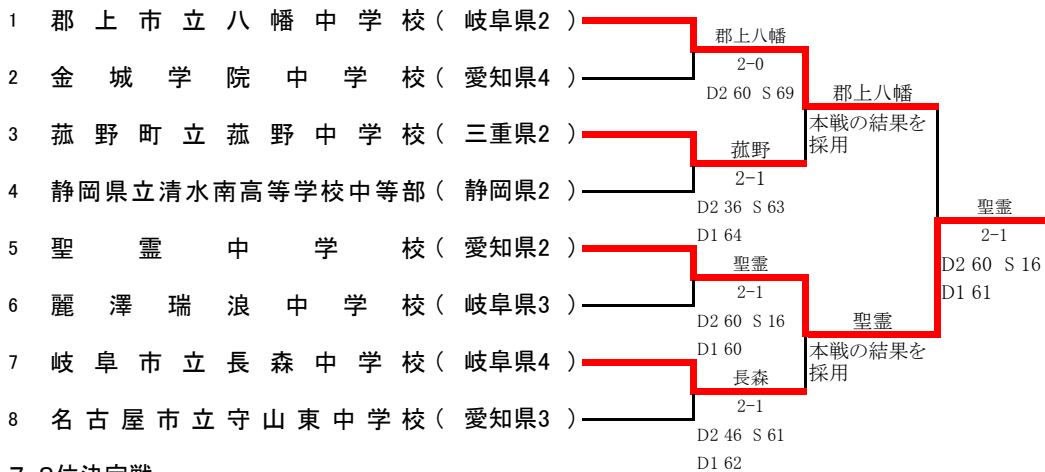 1 郡上市立八幡中学校 ( 岐阜県2 )
2 金城学院中学校 ( 愛知県4 )
3 菰野町立菰野中学校 ( 三重県2 )
4 静岡県立清水南高等学校中等部 ( 静岡県2 )
5 聖霊中学校 ( 愛知県2 )
6 麗澤瑞浪中学校 ( 岐阜県3 )
7 岐阜市立長森中学校 ( 岐阜県4 )
8 名古屋市立守山東中学校 ( 愛知県3 )
郡上八幡
2-0
D2 60 S 69
菰野
2-1
D2 36 S 63
D1 64
聖霊
2-1
D2 60 S 16
D1 60
長森
2-1
D2 46 S 61
D1 62
郡上八幡
本戦の結果を
採用
聖霊
本戦の結果を
採用
聖霊
2-1
D2 60 S 16
D1 61